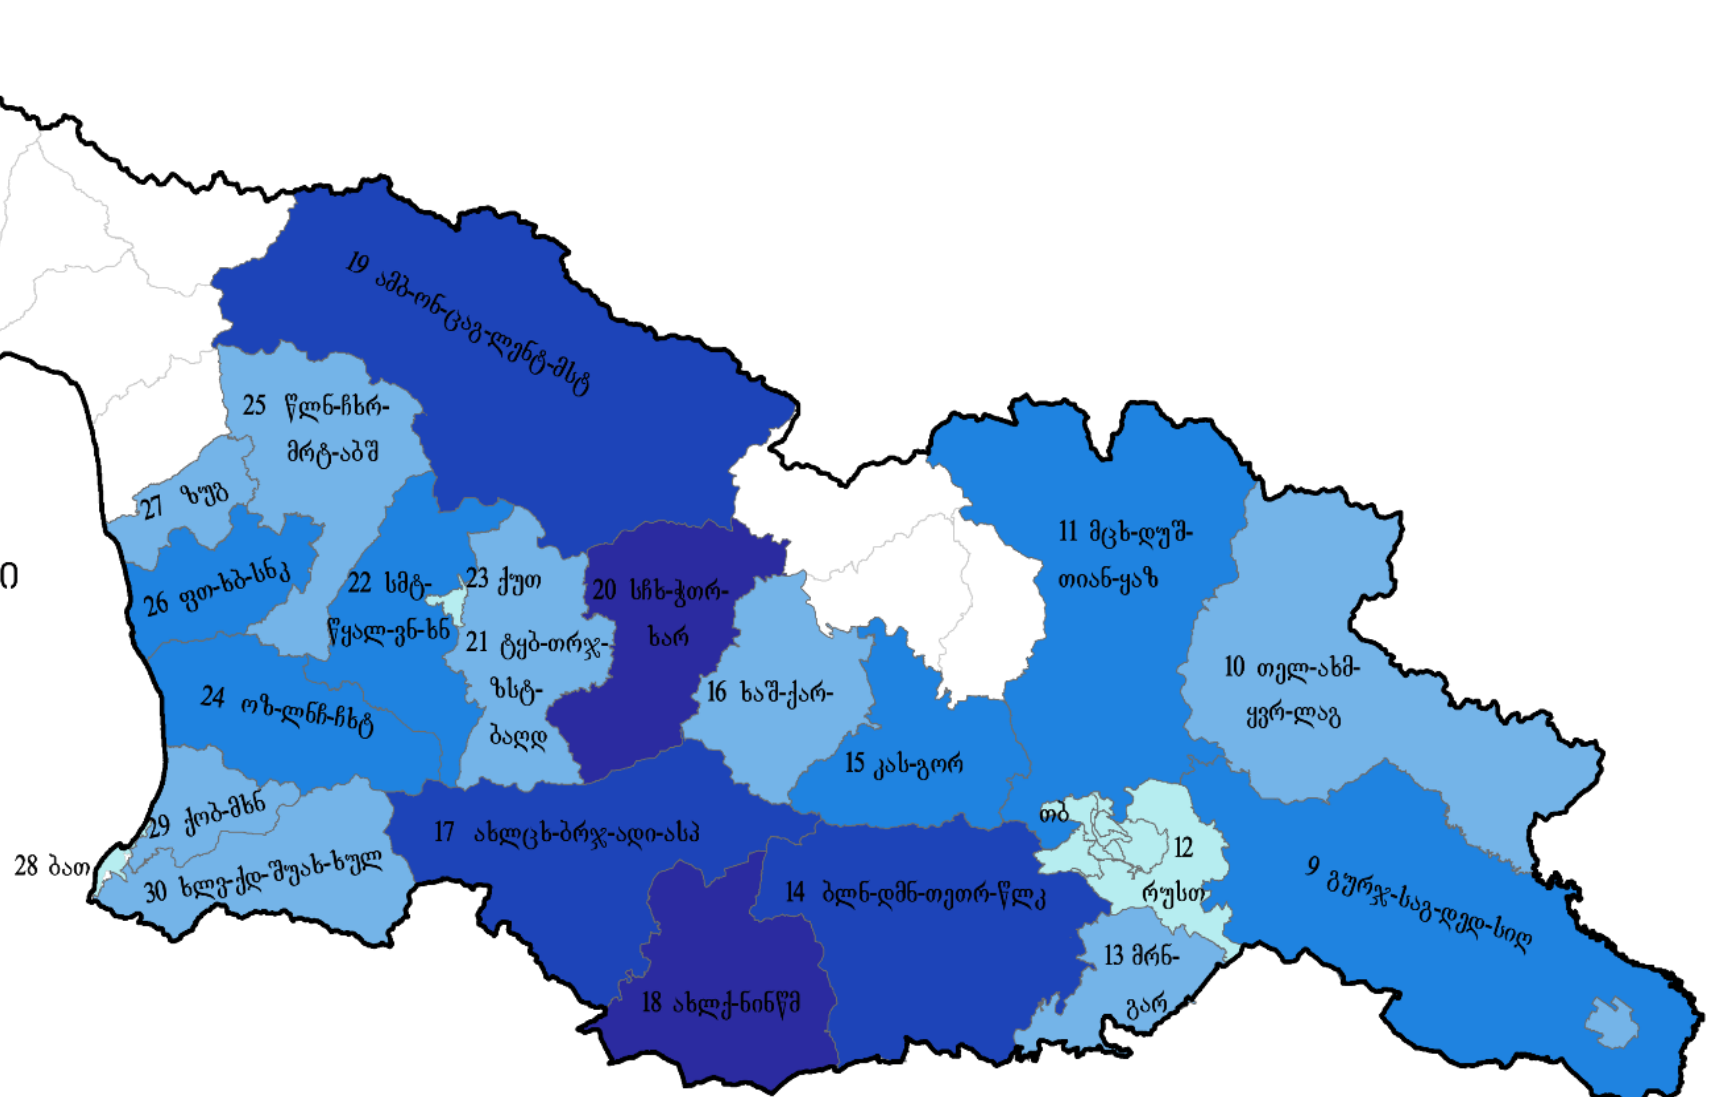 19 ამბ-ონ-ცაგ-ლენტ-მსტ
25 წლნ-ჩხრ-
მრტ-აბშ
27 ზუგ
11 მცხ-დუშ-
თიან-ყაზ
0
26 ფთ-ხბ-სნკ
22 სმტ-
წყალ-ვნ-ხნ
23 ქუთ
21 ტყბ-თრჯ-
ზსტ-
ბაღდ
20 სჩხ-ჭთრ-
ხარ
10 თელ-ახმ-
ყვრ-ლაგ
24 ოზ-ლნჩ-ჩხტ
16 ხაშ-ქარ-
15 კას-გორ
29 ქობ-მხნ
17 ახლცხ-ბრჯ-ადი-ასპ
თბ
12
რუსთ
28 ბათ
30 ხლვ-ქდ-შუახ-ხულ
14 ბლნ-დმნ-თეთრ-წლკ
9 გურჯ-საგ-დედ-სიღ
13 მრნ-
გარ
18 ახლქ-ნინწმ